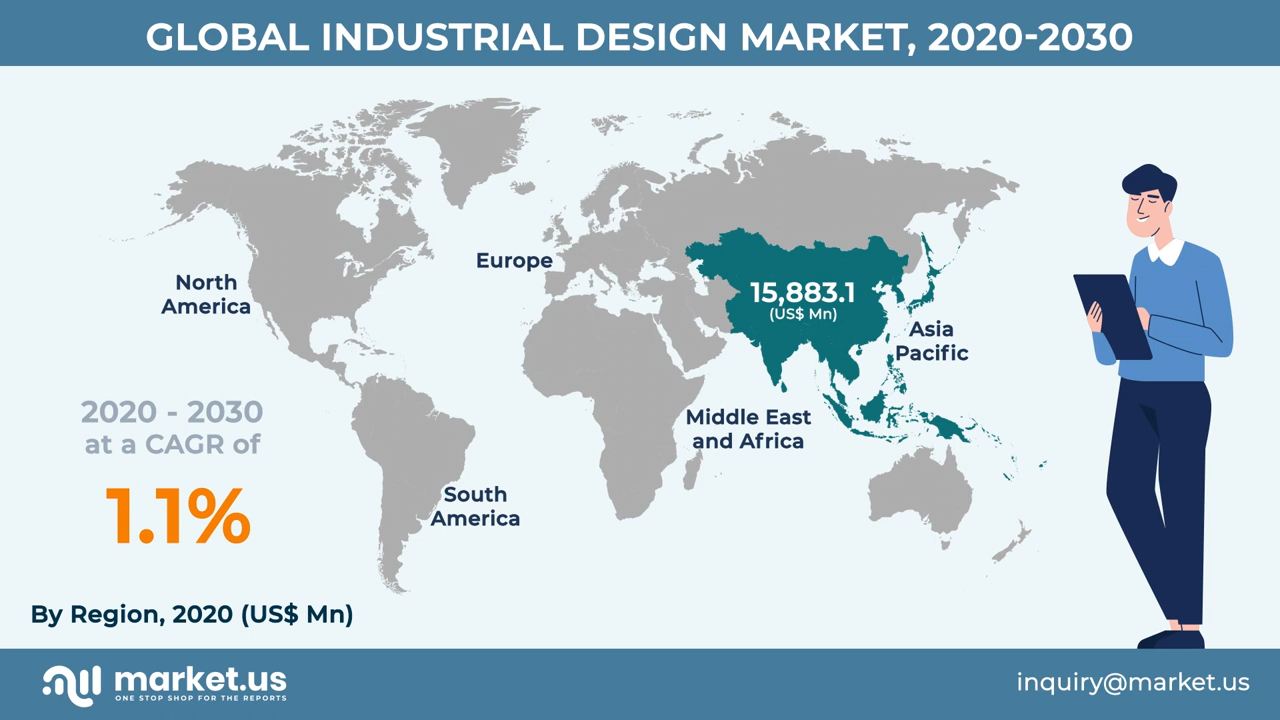 GLOBAL INDUSTRIAL DESIGN MARKET, 2020-2030
North
America
Europe
15,883.1
(US$ Mn)
Asia
Pacific
Middle East
and Africa
South
America
2020 - 2030
at a CAGR of
1.1%
By Region, 2020 (US$ Mn)
market.us
ONE STOP SHOP FOR THE REPORTS
inquiry@market.us